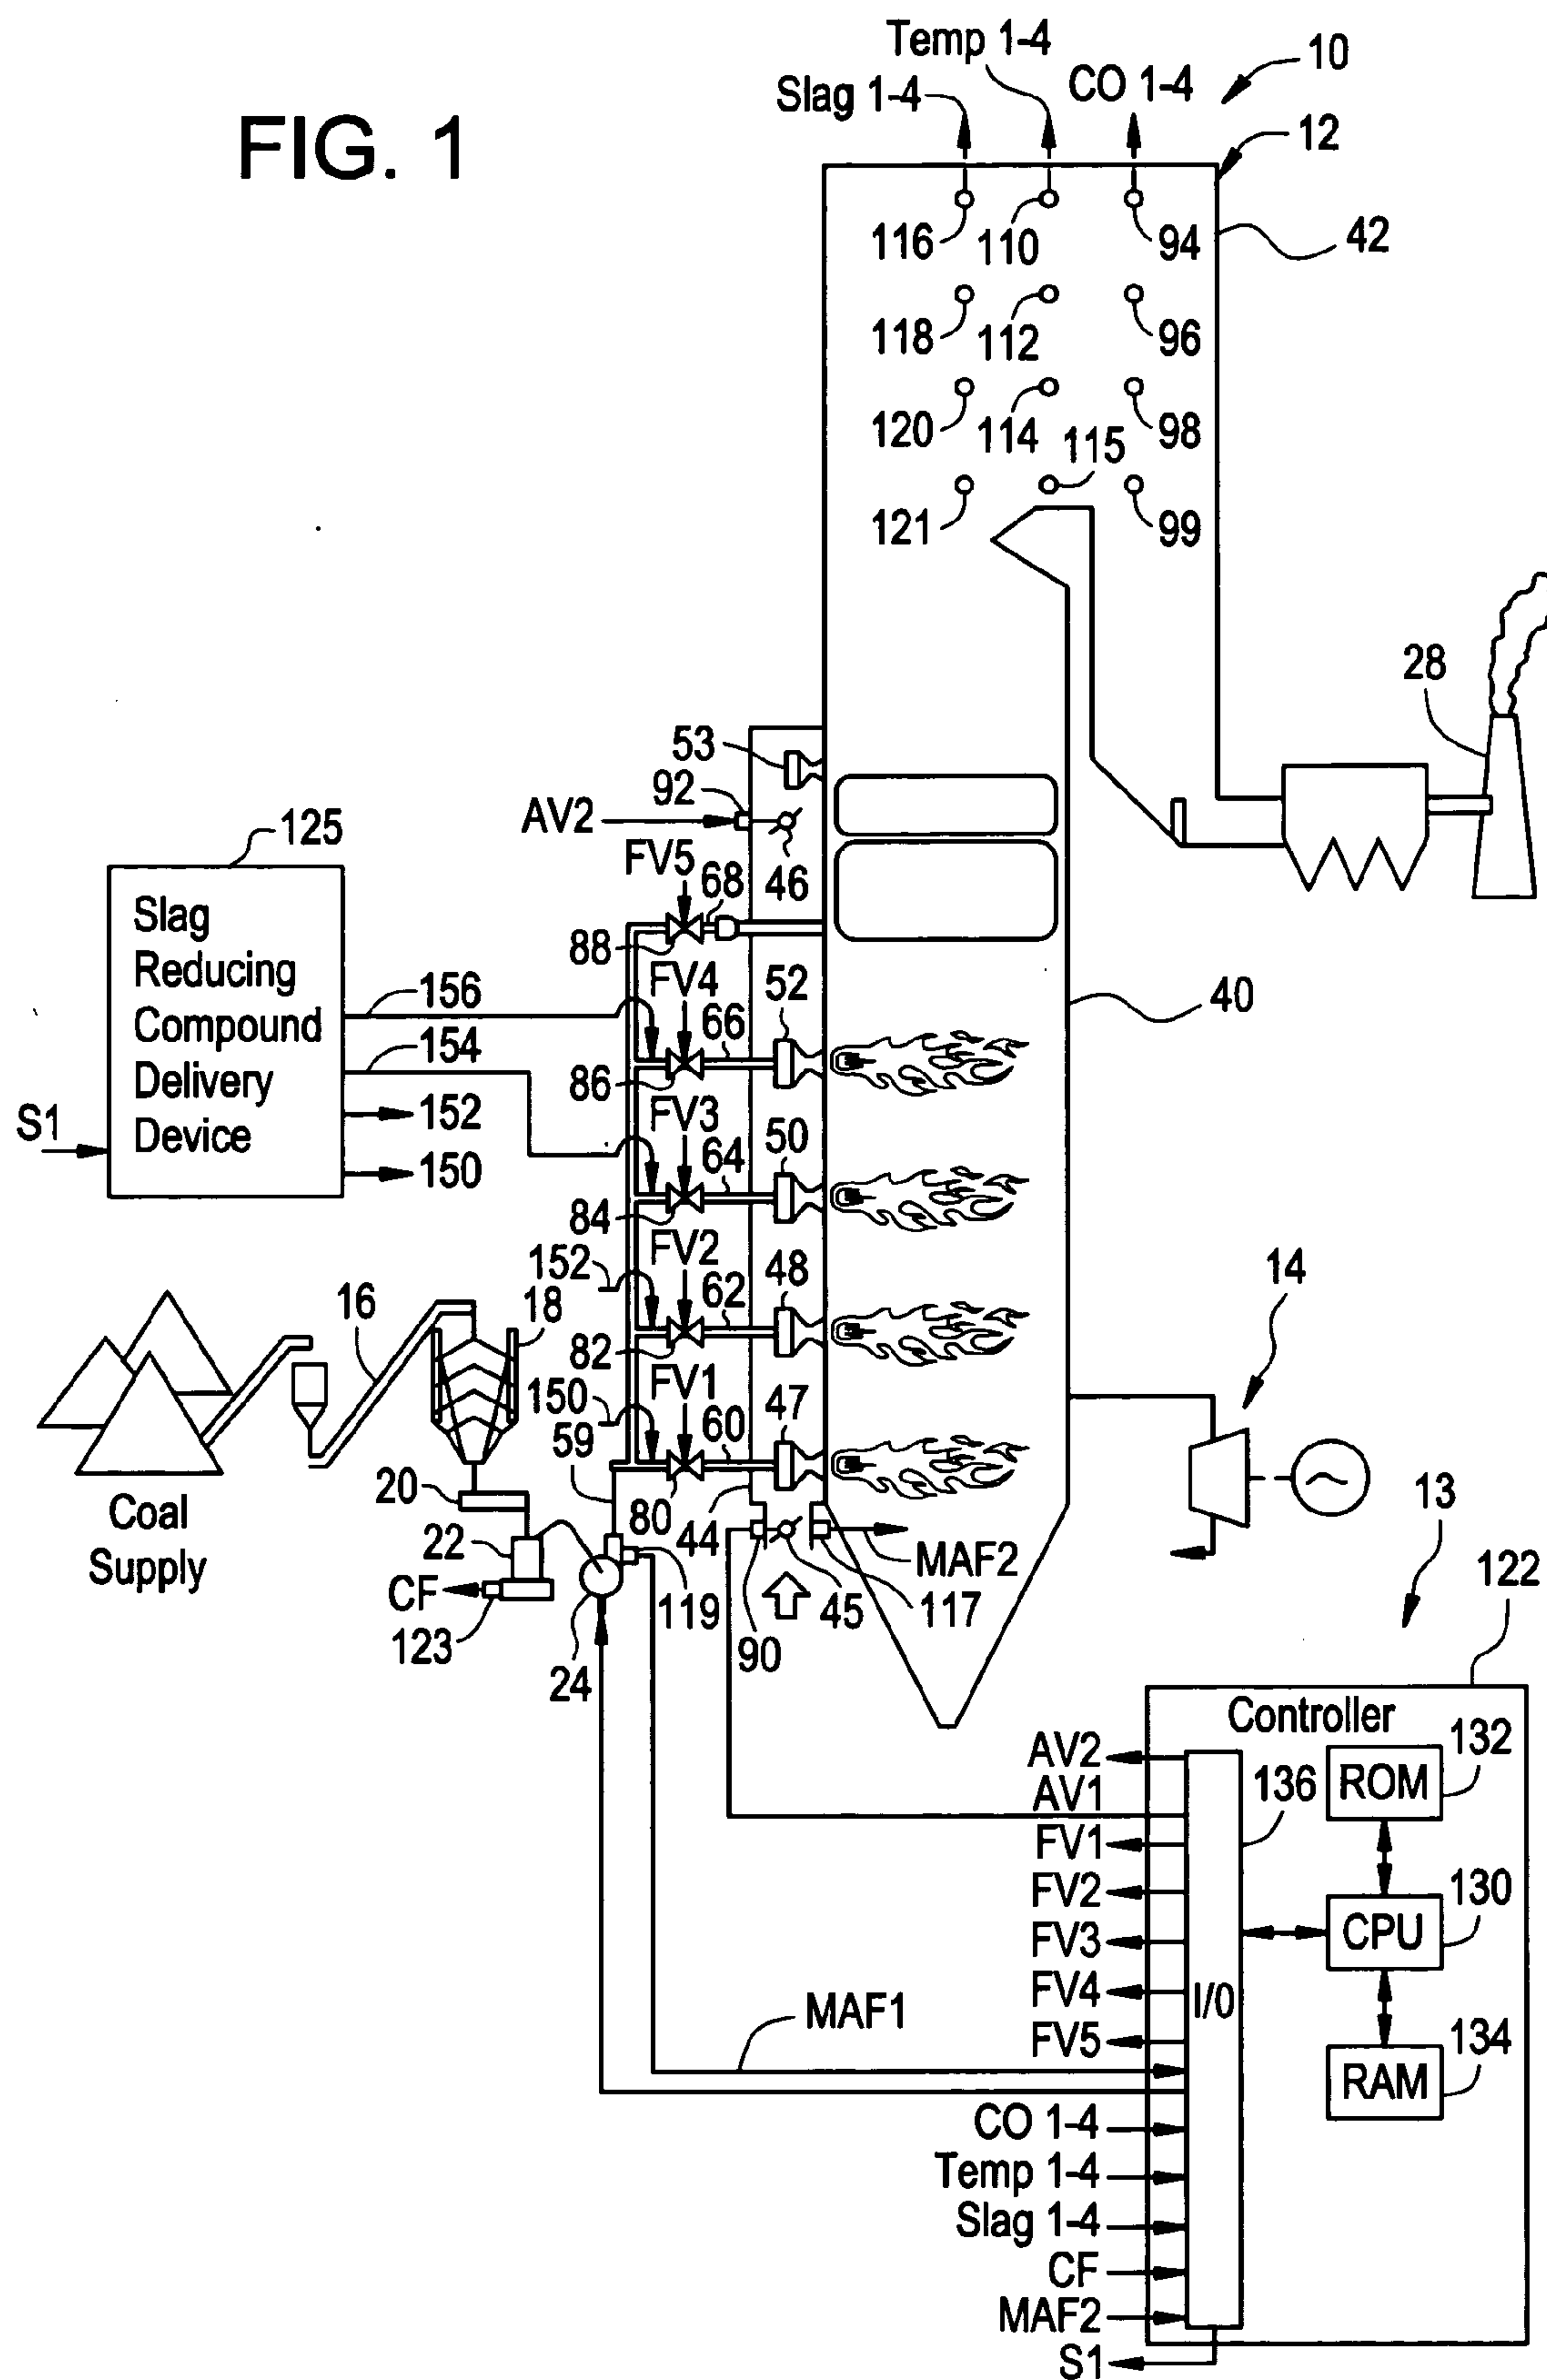 FIG. 1
Temp 1-4
Slag 1-4
CO 1-4
10
12
42
116
110
94
118
112
96
120
114
98
115
121
99
28
53
92
AV2
46
125
FV5
68
88
Slag
Reducing
Compound
Delivery
Device
156
154
152
150
S1
FV4
52
66
86
40
FV3
50
64
84
FV2
152
48
62
82
16
18
14
FV1
150
47
60
59
80
44
20
22
Coal
Supply
CF
123
24
119
90
45
MAF2
117
13
122
Controller
AV2
132
ROM
AV1
136
FV1
FV2
130
CPU
FV3
FV4
I/0
MAF1
FV5
134
RAM
CO 1-4
Temp 1-4
Slag 1-4
CF
MAF2
S1